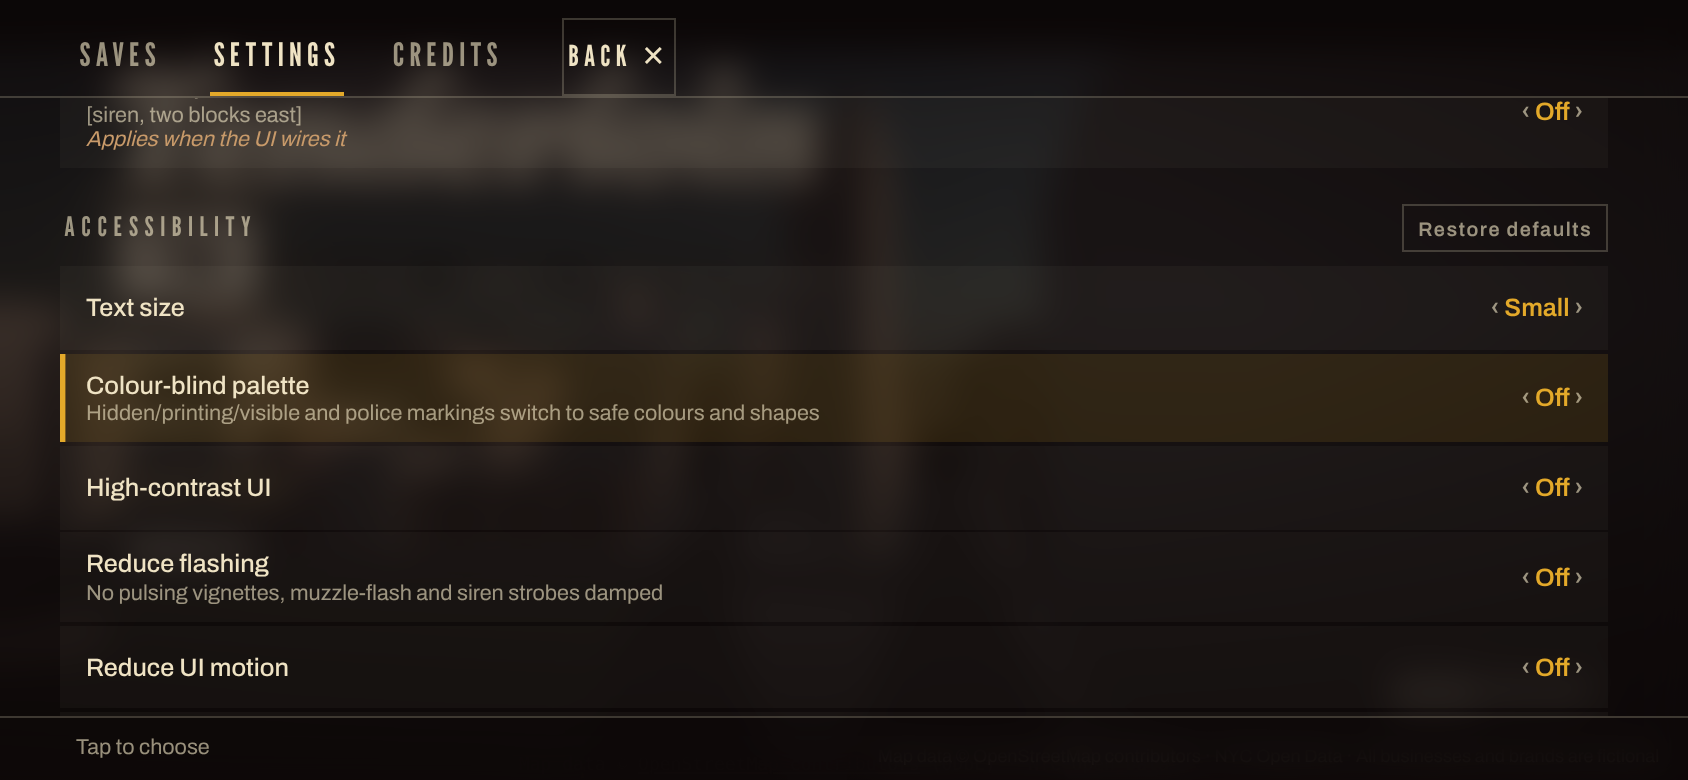 SAVES SETTINGS CREDITS BACK ✕
[siren, two blocks east]
Applies when the UI wires it
‹ Off ›
ACCESSIBILITY
Restore defaults
Text size
‹ Small ›
Colour-blind palette
Hidden/printing/visible and police markings switch to safe colours and shapes
‹ Off ›
High-contrast UI
‹ Off ›
Reduce flashing
No pulsing vignettes, muzzle-flash and siren strobes damped
‹ Off ›
Reduce UI motion
‹ Off ›
Tap to choose